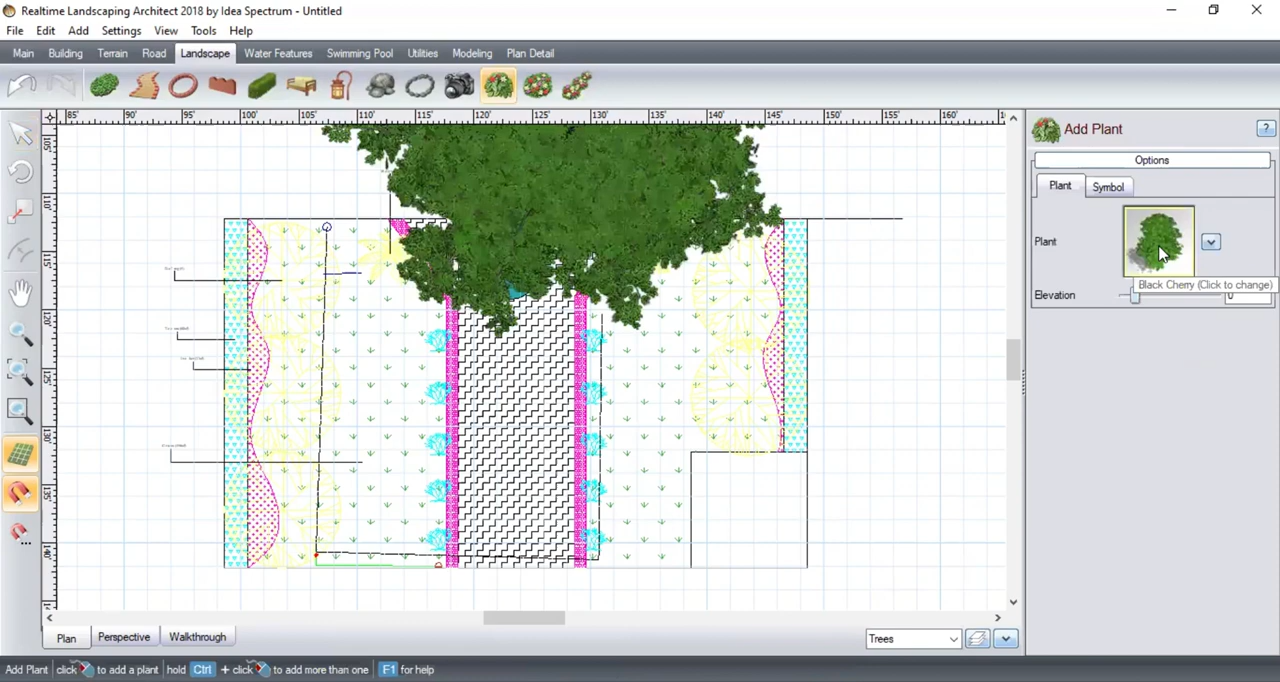 Realtime Landscaping Architect 2018 by Idea Spectrum - Untitled
File Edit Add Settings View Tools Help
Main Building Terrain Road Landscape Water Features Swimming Pool Utilities Modeling Plan Detail
85' 90' 95' 100' 105' 110' 115' 120' 125' 130' 135' 140' 145' 150' 155' 160'
Add Plant ?
Options
Plant Symbol
Plant
Black Cherry (Click to change)
Elevation
Plan Perspective Walkthrough
Trees
Add Plant click to add a plant hold Ctrl + click to add more than one F1 for help